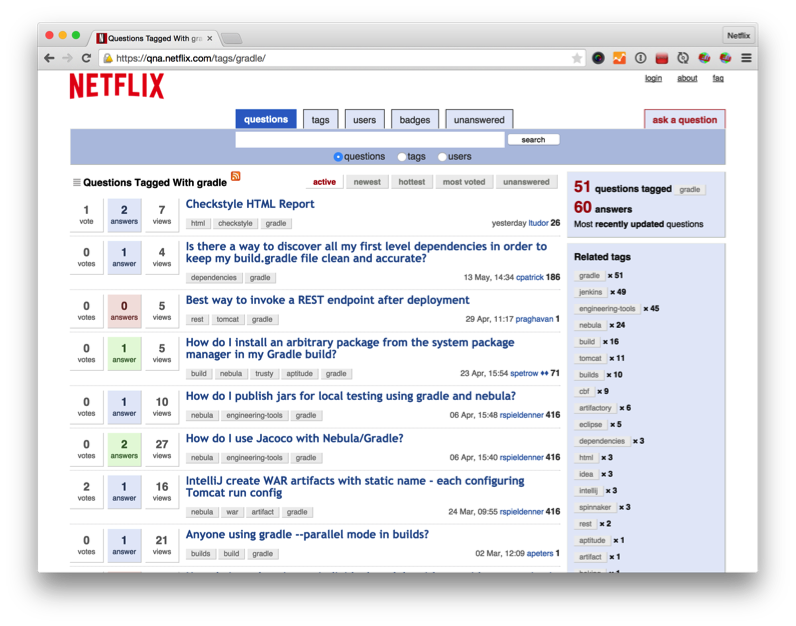 Questions Tagged With gra
Netflix
https://qna.netflix.com/tags/gradle/
NETFLIX
login about faq
questions tags users badges unanswered ask a question
search
questions tags users
Questions Tagged With gradle
active newest hottest most voted unanswered
1 vote 2 answers 7 views
Checkstyle HTML Report
html checkstyle gradle
yesterday ltudor 26
0 votes 1 answer 4 views
Is there a way to discover all my first level dependencies in order to
keep my build.gradle file clean and accurate?
dependencies gradle
13 May, 14:34 cpatrick 186
0 votes 0 answers 5 views
Best way to invoke a REST endpoint after deployment
rest tomcat gradle
29 Apr, 11:17 praghavan 1
0 votes 1 answer 5 views
How do I install an arbitrary package from the system package
manager in my Gradle build?
build nebula trusty aptitude gradle
23 Apr, 15:54 spetrow ♦♦ 71
0 votes 1 answer 10 views
How do I publish jars for local testing using gradle and nebula?
nebula engineering-tools gradle
06 Apr, 15:48 rspieldenner 416
0 votes 2 answers 27 views
How do I use Jacoco with Nebula/Gradle?
nebula engineering-tools gradle
06 Apr, 15:40 rspieldenner 416
2 votes 1 answer 16 views
IntelliJ create WAR artifacts with static name - each configuring
Tomcat run config
nebula war artifact gradle
24 Mar, 09:55 rspieldenner 416
0 votes 1 answer 21 views
Anyone using gradle --parallel mode in builds?
builds build gradle
02 Mar, 12:09 apeters 1
51 questions tagged gradle
60 answers
Most recently updated questions
Related tags
gradle × 51
jenkins × 49
engineering-tools × 45
nebula × 24
build × 16
tomcat × 11
builds × 10
cbf × 9
artifactory × 6
eclipse × 5
dependencies × 3
html × 3
idea × 3
intellij × 3
spinnaker × 3
rest × 2
aptitude × 1
artifact × 1